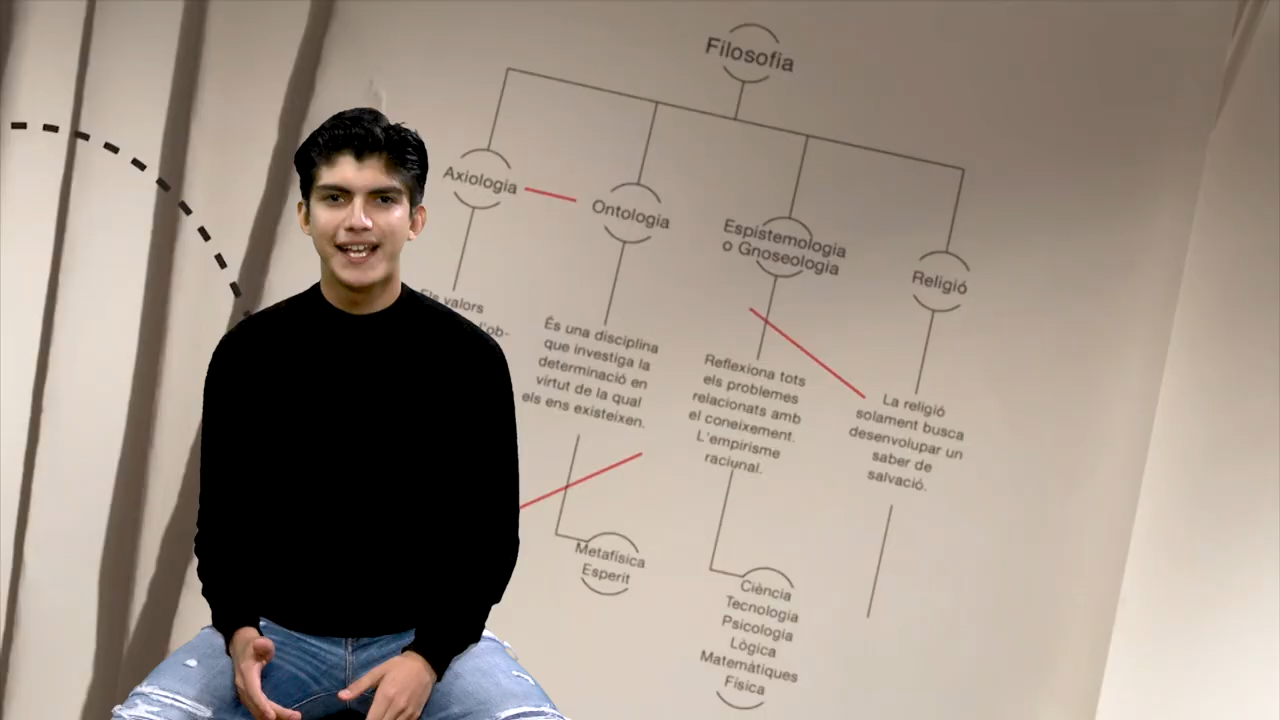 Filosofia
Axiologia
Ontologia
Espistemologia
o Gnoseologia
Religió
Els valors
l'ob-
És una disciplina
que investiga la
determinació en
virtut de la qual
els ens existeixen.
Reflexiona tots
els problemes
relacionats amb
el coneixement.
L'empirisme
raciunal.
La religió
solament busca
desenvolupar un
saber de
salvació.
Metafísica
Esperit
Ciència
Tecnologia
Psicologia
Lògica
Matemàtiques
Física